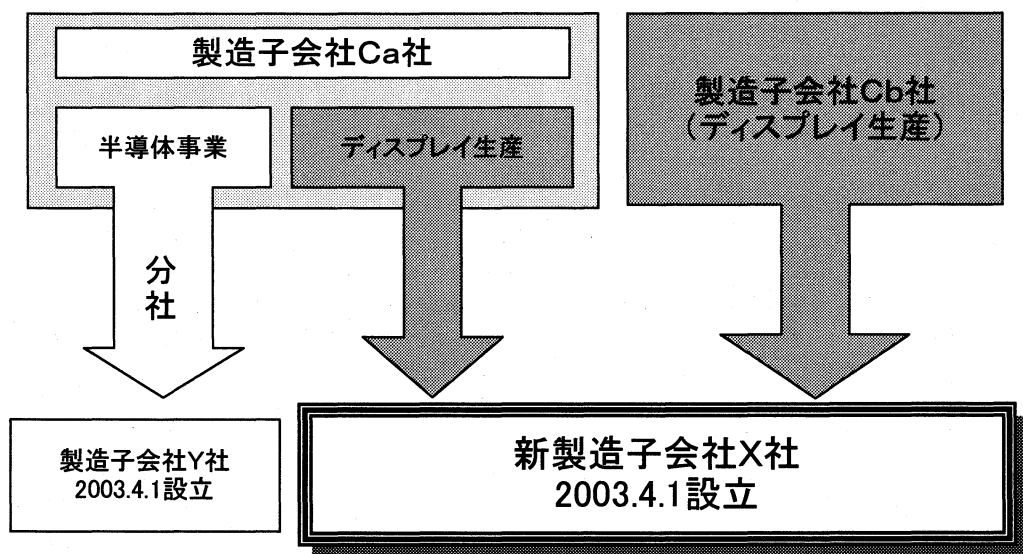 製造子会社Ca社
半導体事業
ディスプレイ生産
製造子会社Cb社
（ディスプレイ生産）
分
社
製造子会社Y社
2003.4.1設立
新製造子会社X社
2003.4.1設立